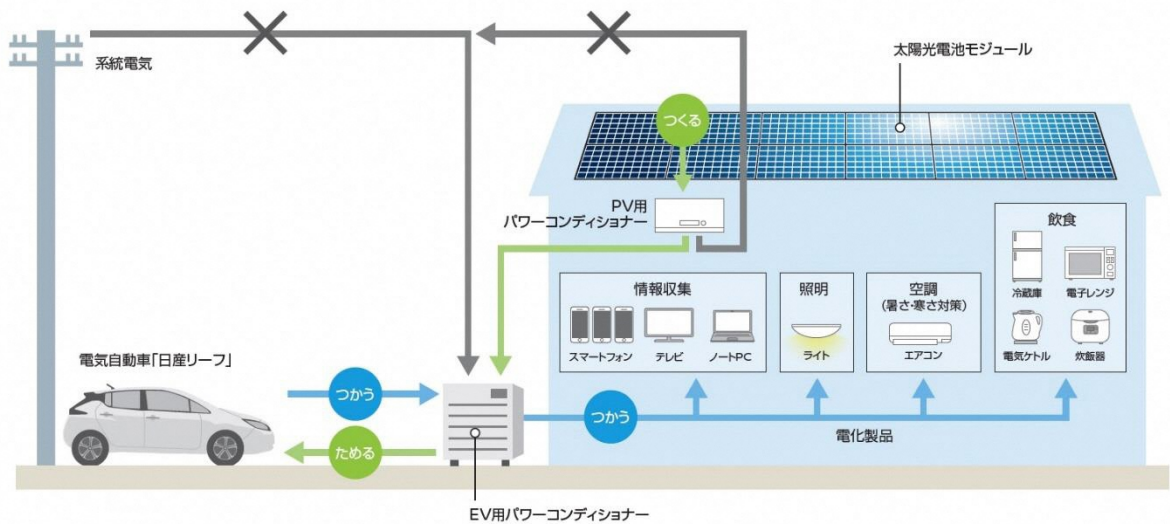 系統電気
太陽光電池モジュール
つくる
PV用
パワーコンディショナー
飲食
冷蔵庫
電子レンジ
電気ケトル
炊飯器
情報収集
スマートフォン
テレビ
ノートPC
照明
ライト
空調
(暑さ・寒さ対策)
エアコン
電気自動車「日産リーフ」
つかう
ためる
つかう
電化製品
EV用パワーコンディショナー